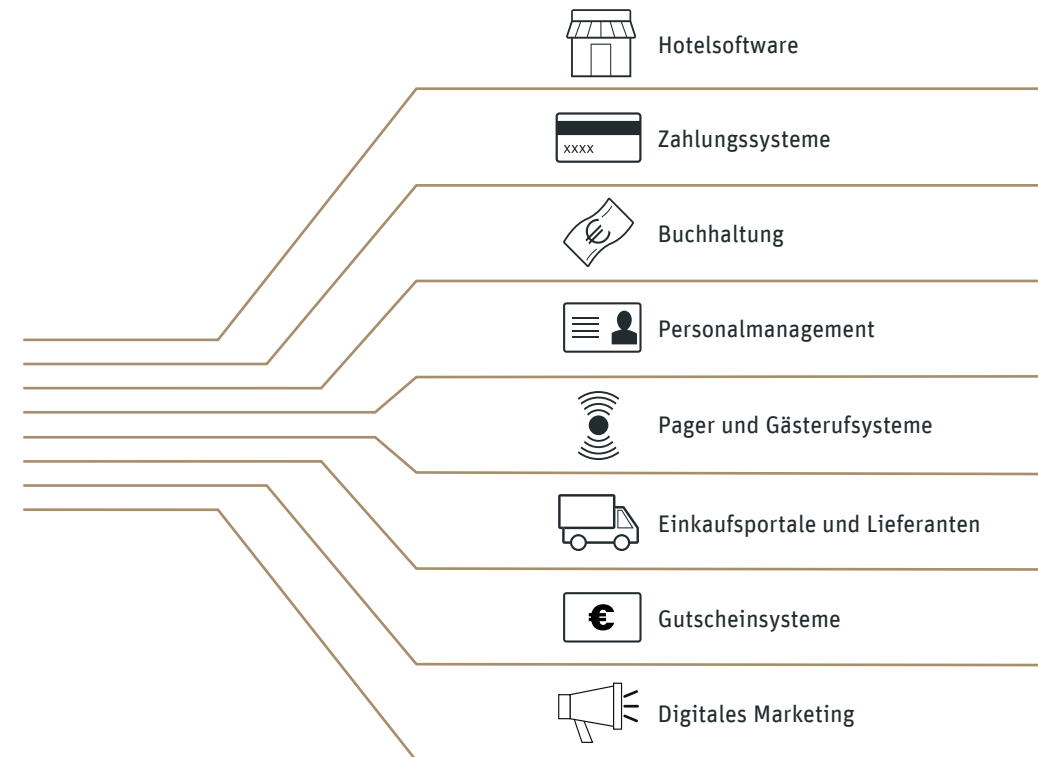 Hotelsoftware
xxxx
Zahlungssysteme
€
Buchhaltung
Personalmanagement
Pager und Gästerufsysteme
Einkaufsportale und Lieferanten
€
Gutscheinsysteme
Digitales Marketing